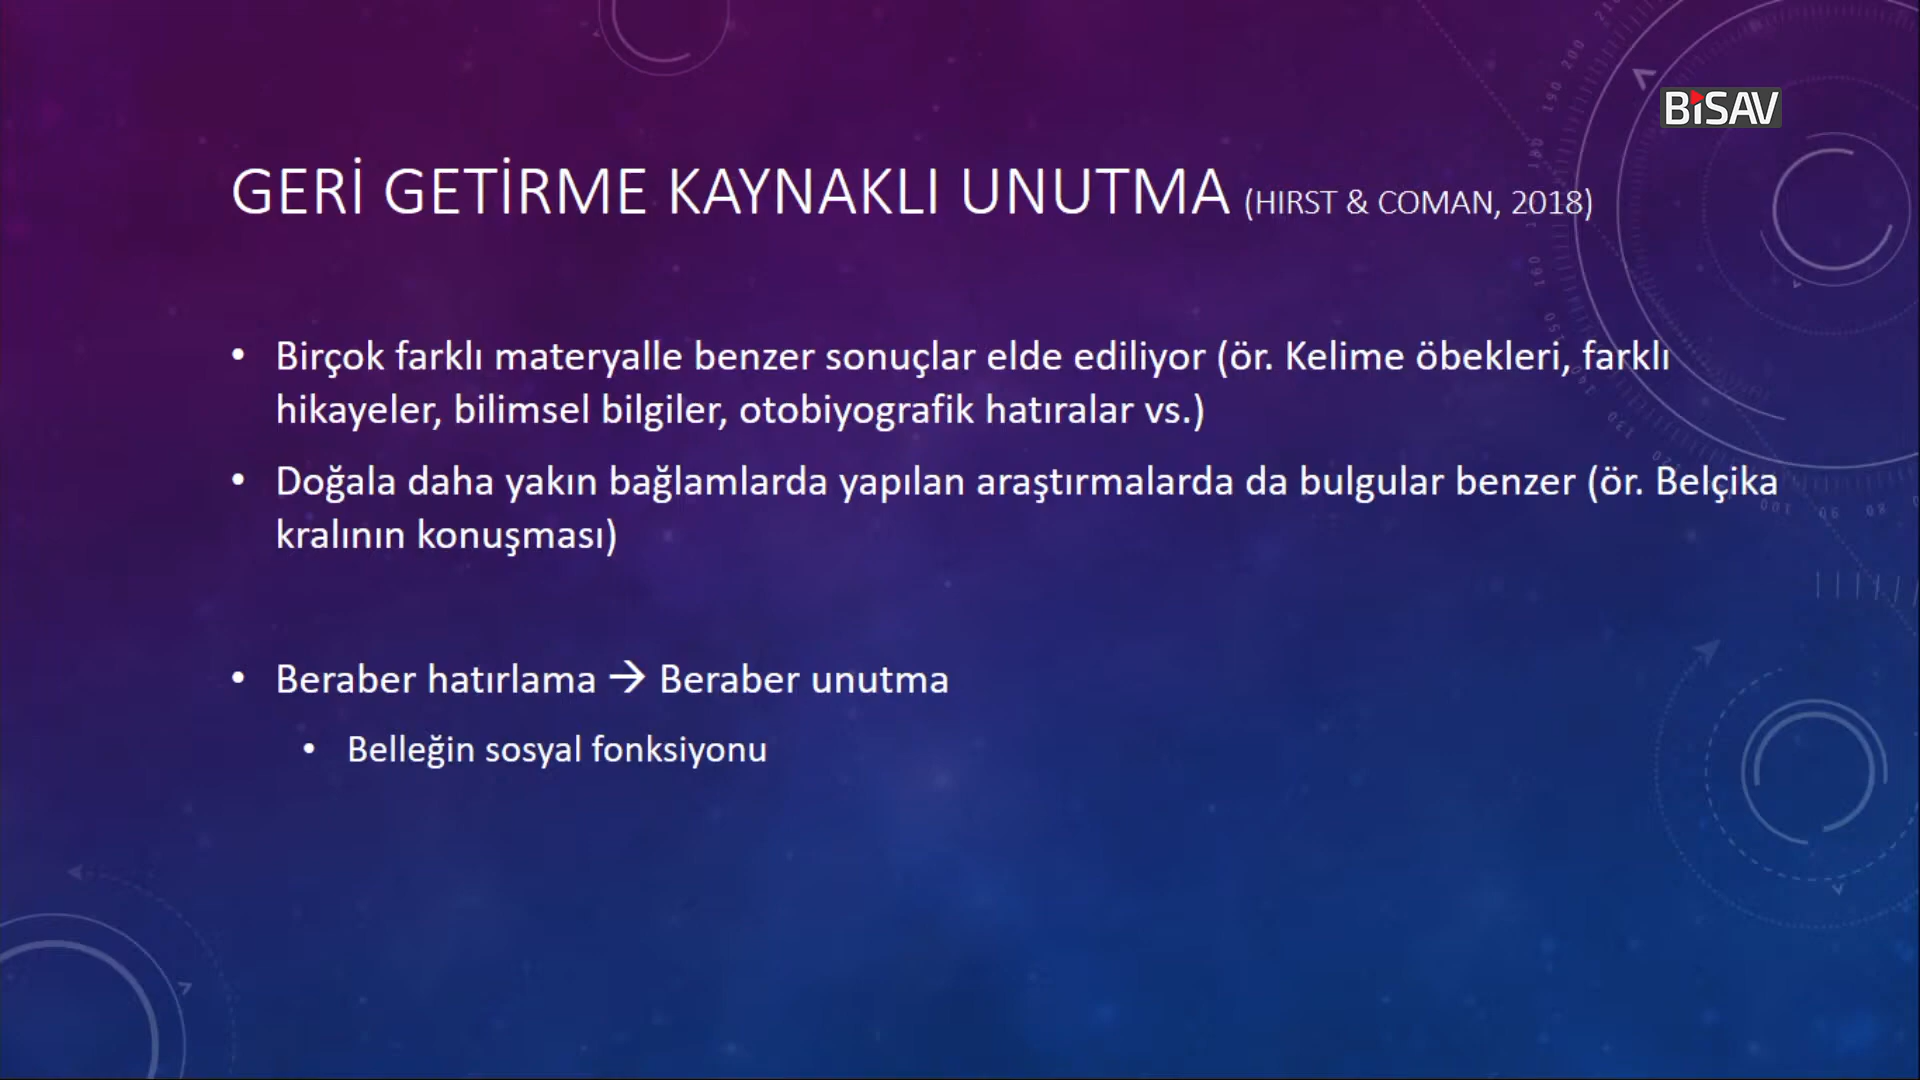 BİSAV
GERİ GETİRME KAYNAKLI UNUTMA (HIRST & COMAN, 2018)
• Birçok farklı materyalle benzer sonuçlar elde ediliyor (ör. Kelime öbekleri, farklı
hikayeler, bilimsel bilgiler, otobiyografik hatıralar vs.)
• Doğala daha yakın bağlamlarda yapılan araştırmalarda da bulgular benzer (ör. Belçika
kralının konuşması)
• Beraber hatırlama → Beraber unutma
• Belleğin sosyal fonksiyonu